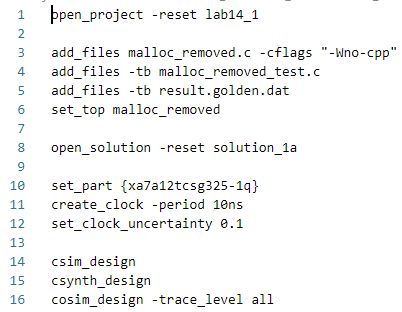 1 open_project -reset lab14_1
2
3 add_files malloc_removed.c -cflags "-Wno-cpp"
4 add_files -tb malloc_removed_test.c
5 add_files -tb result.golden.dat
6 set_top malloc_removed
7
8 open_solution -reset solution_1a
9
10 set_part {xa7a12tcsg325-1q}
11 create_clock -period 10ns
12 set_clock_uncertainty 0.1
13
14 csim_design
15 csynth_design
16 cosim_design -trace_level all